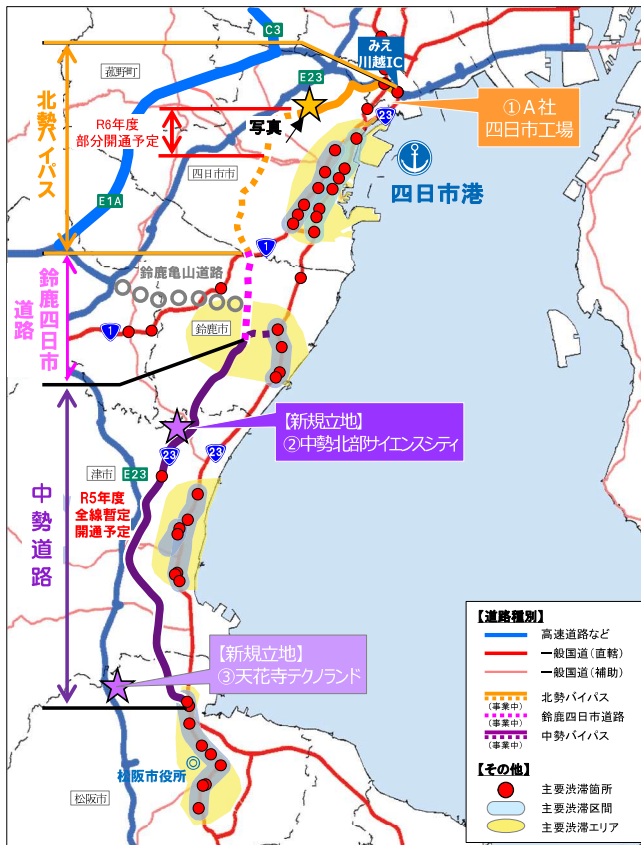 C3
みえ
川越IC
菰野町
E23
①A社
四日市工場
北勢バイパス
R6年度
部分開通予定
写真
23
四日市市
四日市港
E1A
1
鈴鹿四日市
道路
鈴鹿亀山道路
鈴鹿市
1
【新規立地】
②中勢北部サイエンスシティ
23
23
津市
E23
R5年度
全線暫定
開通予定
中勢道路
【新規立地】
③天花寺テクノランド
松阪市役所
松阪市
【道路種別】
高速道路など
一般国道（直轄）
一般国道（補助）
北勢バイパス
（事業中）
鈴鹿四日市道路
（事業中）
中勢バイパス
（事業中）
【その他】
主要渋滞箇所
主要渋滞区間
主要渋滞エリア